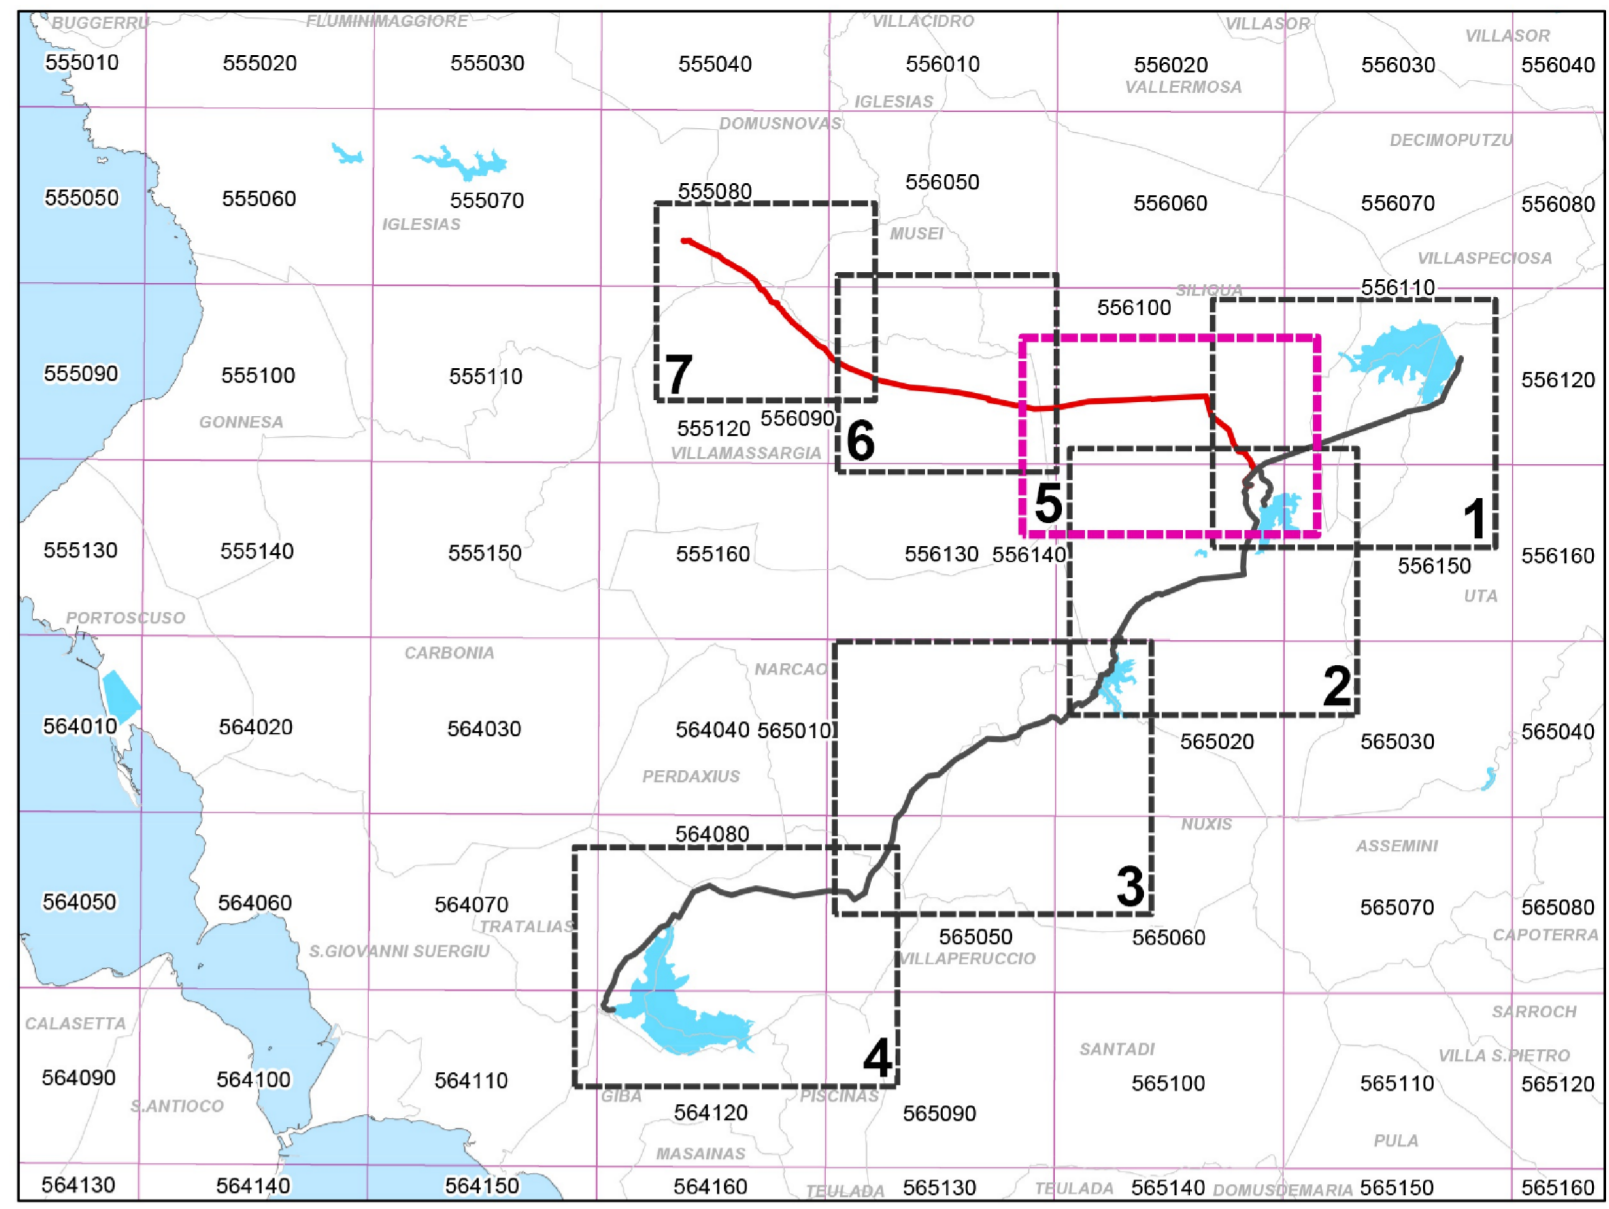 BUGGERRU FLUMINIMAGGIORE VILLACIDRO VILLASOR
VILLASOR
555010 555020 555030 555040 556010 556020 556030 556040
VALLERMOSA
IGLESIAS
DOMUSNOVAS
DECIMOPUTZU
555050 555060 555070 555080 556050 556060 556070 556080
IGLESIAS
MUSEI
VILLASPECIOSA
SILIQUA
556100 556110
7
555090 555100 555110 556120
GONNESA
555120 556090
6
VILLAMASSARGIA
5
1
555130 555140 555150 555160 556130 556140 556150 556160
UTA
PORTOSCUSO
CARBONIA
NARCAO
2
564010 564020 564030 564040 565010 565020 565030 565040
PERDAXIUS
NUXIS
564080
ASSEMINI
3
564050 564060 564070 565070 565080
TRATALIAS
CAPOTERRA
565050 565060
S.GIOVANNI SUERGIU
VILLAPERUCCIO
SARROCH
CALASETTA
SANTADI
VILLA S.PIETRO
4
564090 564100 564110 565100 565110 565120
S.ANTIOCO
GIBA PISCINAS
564120 565090
PULA
MASAINAS
564130 564140 564150 564160 TEULADA 565130 TEULADA 565140 DOMUSDEMARIA 565150 565160